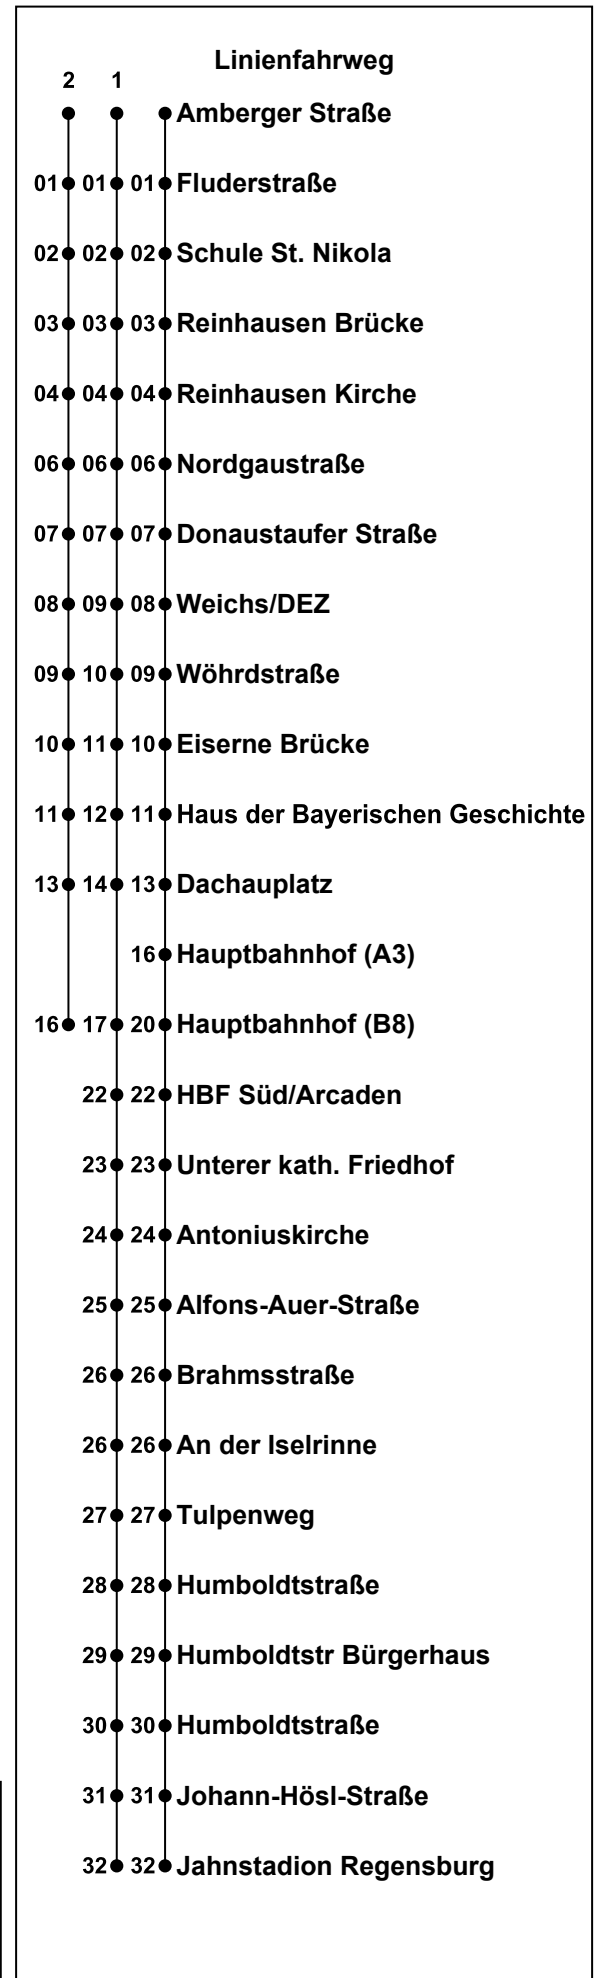 Linienfahrweg
2 1
Amberger Straße
01 01 01 Fluderstraße
02 02 02 Schule St. Nikola
03 03 03 Reinhausen Brücke
04 04 04 Reinhausen Kirche
06 06 06 Nordgaustraße
07 07 07 Donaustaufer Straße
08 09 08 Weichs/DEZ
09 10 09 Wöhrdstraße
10 11 10 Eiserne Brücke
11 12 11 Haus der Bayerischen Geschichte
13 14 13 Dachauplatz
16 Hauptbahnhof (A3)
16 17 20 Hauptbahnhof (B8)
22 22 HBF Süd/Arcaden
23 23 Unterer kath. Friedhof
24 24 Antoniuskirche
25 25 Alfons-Auer-Straße
26 26 Brahmsstraße
26 26 An der Iselrinne
27 27 Tulpenweg
28 28 Humboldtstraße
29 29 Humboldtstr Bürgerhaus
30 30 Humboldtstraße
31 31 Johann-Hösl-Straße
32 32 Jahnstadion Regensburg